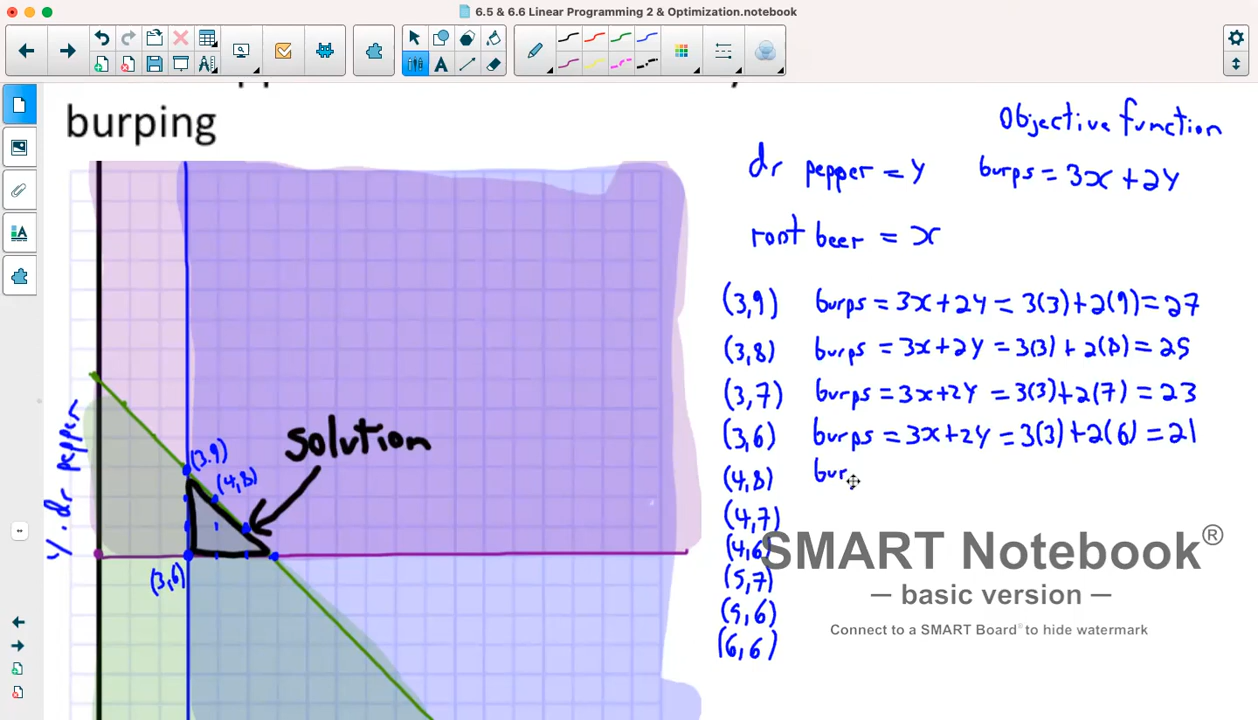 6.5 & 6.6 Linear Programming 2 & Optimization.notebook
burping
Objective function
dr pepper = y
burps = 3x + 2y
root beer = x
(3,9) burps = 3x + 2y = 3(3) + 2(9) = 27
(3,8) burps = 3x + 2y = 3(3) + 2(8) = 25
(3,7) burps = 3x + 2y = 3(3) + 2(7) = 23
(3,6) burps = 3x + 2y = 3(3) + 2(6) = 21
(4,8) bur
(4,7)
(4,6)
(5,7)
(5,6)
(6,6)
solution
(3.9)
(4,8)
(3,6)
y. dr pepper
SMART Notebook®
— basic version —
Connect to a SMART Board® to hide watermark